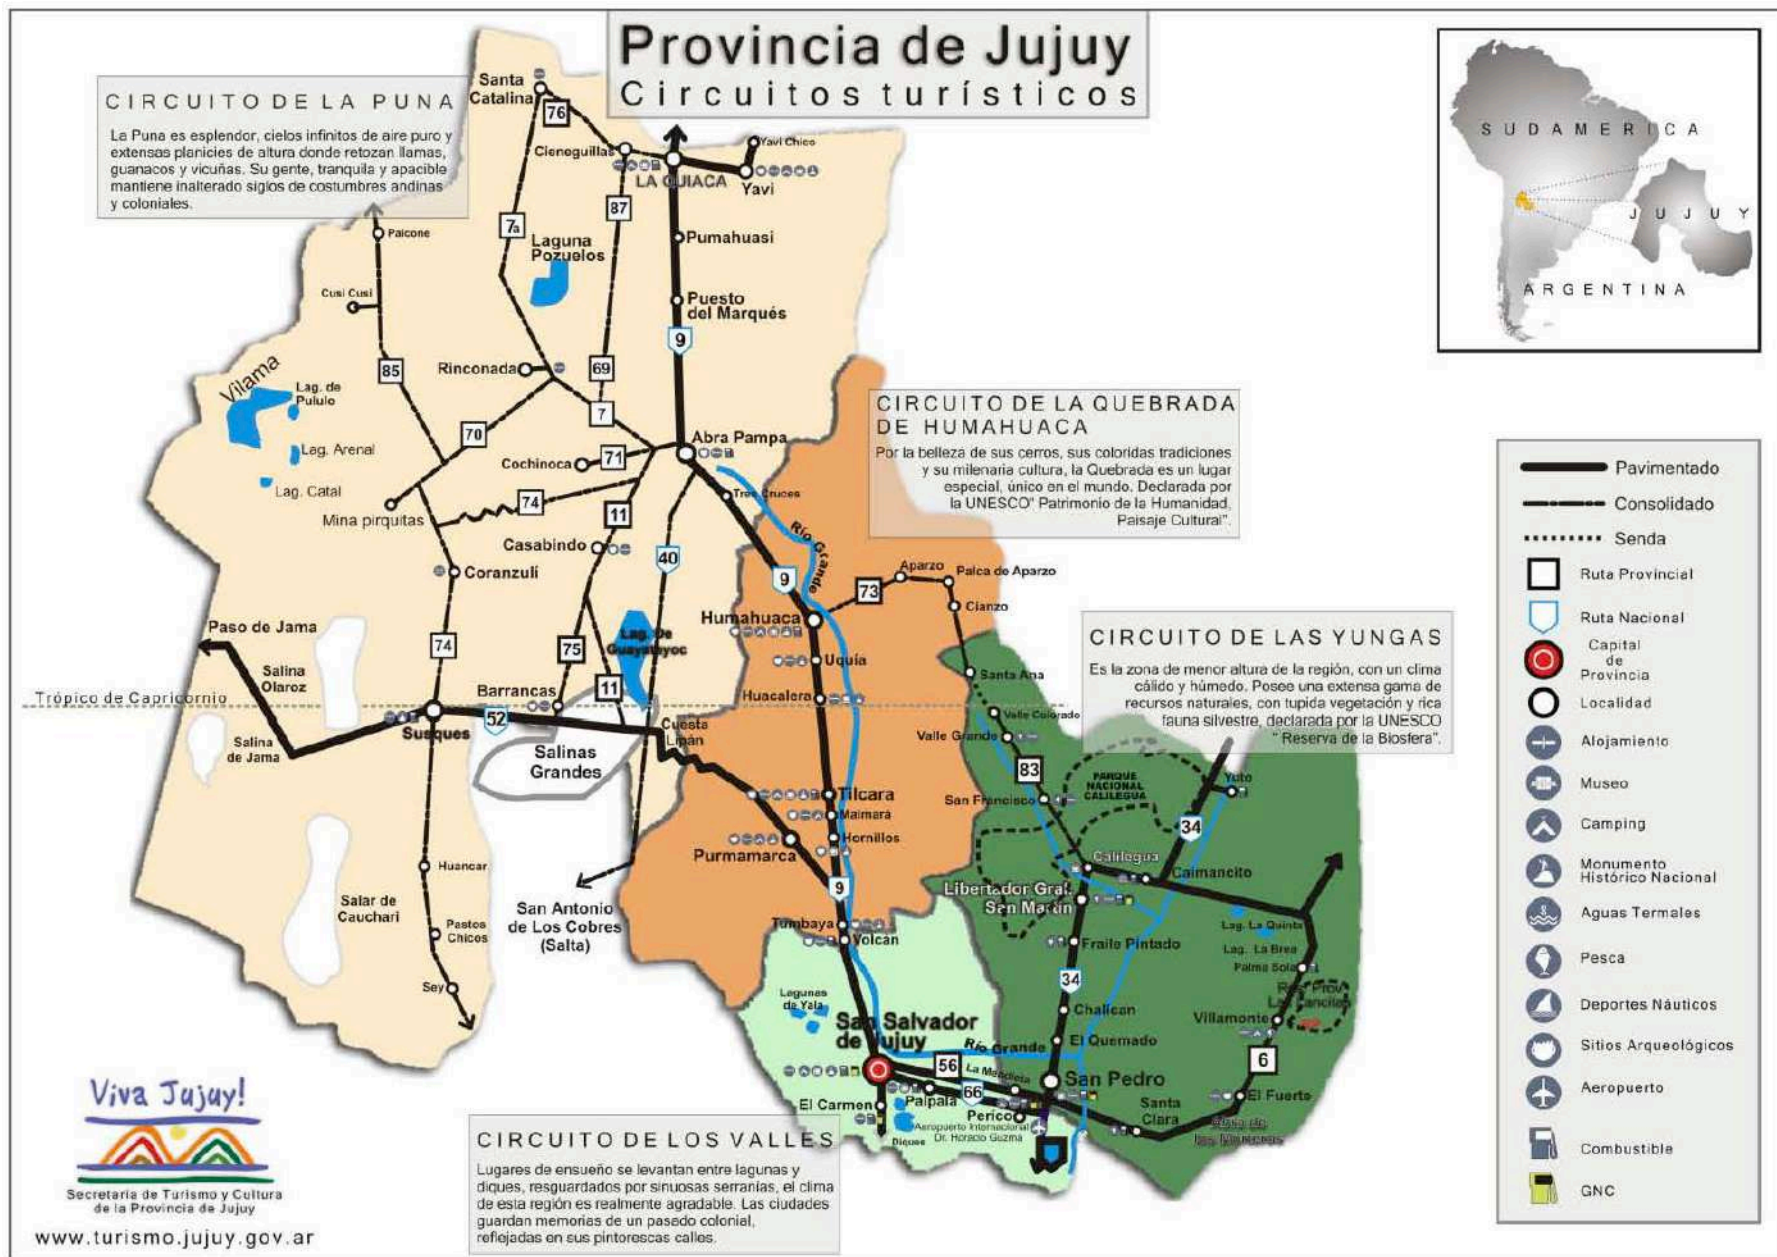 Provincia de Jujuy
Circuitos turísticos
CIRCUITO DE LA PUNA
La Puna es esplendor, cielos infinitos de aire puro y
extensas planicies de altura donde retozan llamas,
guanacos y vicuñas. Su gente, tranquila y apacible
mantiene inalterado siglos de costumbres andinas
y coloniales.
SUDAMERICA
JUJUY
ARGENTINA
Santa
Catalina
76
Cieneguillas
LA QUIACA
Yavi Chico
Yavi
87
7a
Laguna
Pozuelos
Pumahuasi
Paicone
Cusi Cusi
Puesto
del Marqués
9
Rinconada
69
85
Vilama
Lag. de
Pululo
7
70
Lag. Arenal
Abra Pampa
Cochinoca
71
Lag. Catal
Mina pirquitas
74
Tres Cruces
11
Casabindo
40
Coranzulí
Río Grande
9
CIRCUITO DE LA QUEBRADA
DE HUMAHUACA
Por la belleza de sus cerros, sus coloridas tradiciones
y su milenaria cultura, la Quebrada es un lugar
especial, único en el mundo. Declarada por
la UNESCO" Patrimonio de la Humanidad,
Paisaje Cultural".
Aparzo
Palca de Aparzo
73
Cianzo
Humahuaca
Uquía
Huacalera
Paso de Jama
Salina
Olaroz
74
75
Lag. De
Guayatayoc
11
Barrancas
Trópico de Capricornio
52
Susques
Salina
de Jama
Salinas
Grandes
Cuesta
Lipán
Tilcara
Maimará
Hornillos
Purmamarca
9
Huancar
Salar de
Cauchari
Pastos
Chicos
Sey
San Antonio
de Los Cobres
(Salta)
Tumbaya
Volcán
CIRCUITO DE LAS YUNGAS
Es la zona de menor altura de la región, con un clima
cálido y húmedo. Posee una extensa gama de
recursos naturales, con tupida vegetación y rica
fauna silvestre, declarada por la UNESCO
" Reserva de la Biosfera".
Santa Ana
Valle Colorado
Valle Grande
83
San Francisco
PARQUE
NACIONAL
CALILEGUA
Yuto
34
Calilegua
Caimancito
Libertador Gral.
San Martín
Fraile Pintado
34
Lag. La Quinta
Lag. La Brea
Palma Sola
Villamonte
Chalican
El Quemado
6
El Fuerte
Lagunas
de Yala
San Salvador
de Jujuy
Río Grande
56
La Mendieta
San Pedro
66
Palpalá
Perico
El Carmen
Santa
Clara
Diques
Aeropuerto Internacional
Dr. Horacio Guzma
CIRCUITO DE LOS VALLES
Lugares de ensueño se levantan entre lagunas y
diques, resguardados por sinuosas serranías, el clima
de esta región es realmente agradable. Las ciudades
guardan memorias de un pasado colonial,
reflejadas en sus pintorescas calles.
Viva Jujuy!
Secretaría de Turismo y Cultura
de la Provincia de Jujuy
www.turismo.jujuy.gov.ar
Pavimentado
Consolidado
Senda
Ruta Provincial
Ruta Nacional
Capital
de
Provincia
Localidad
Alojamiento
Museo
Camping
Monumento
Histórico Nacional
Aguas Termales
Pesca
Deportes Náuticos
Sitios Arqueológicos
Aeropuerto
Combustible
GNC